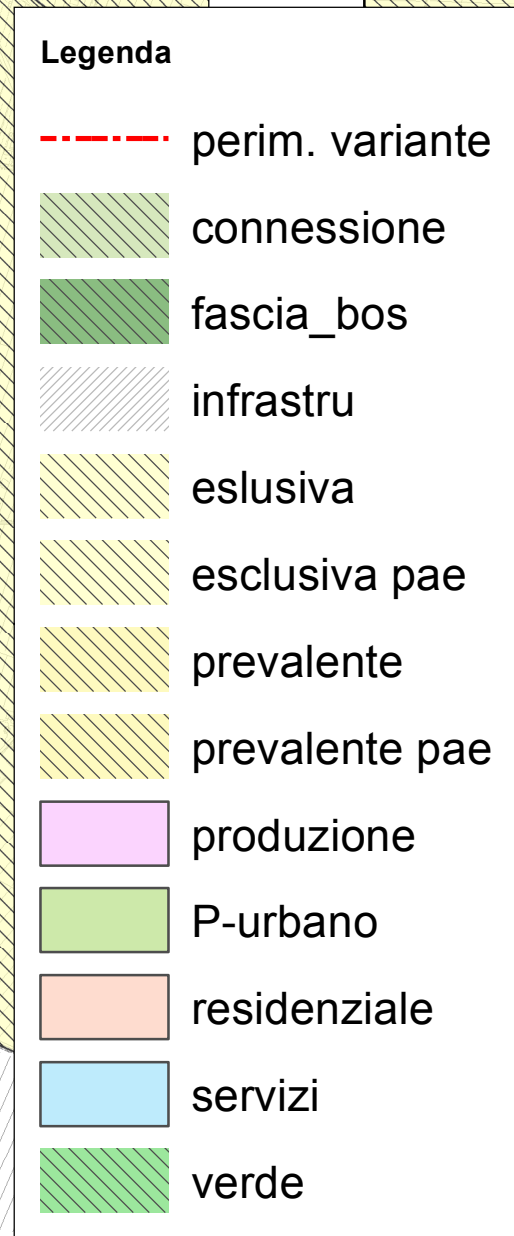 Legenda
perim. variante
connessione
fascia_bos
infrastru
eslusiva
esclusiva pae
prevalente
prevalente pae
produzione
P-urbano
residenziale
servizi
verde